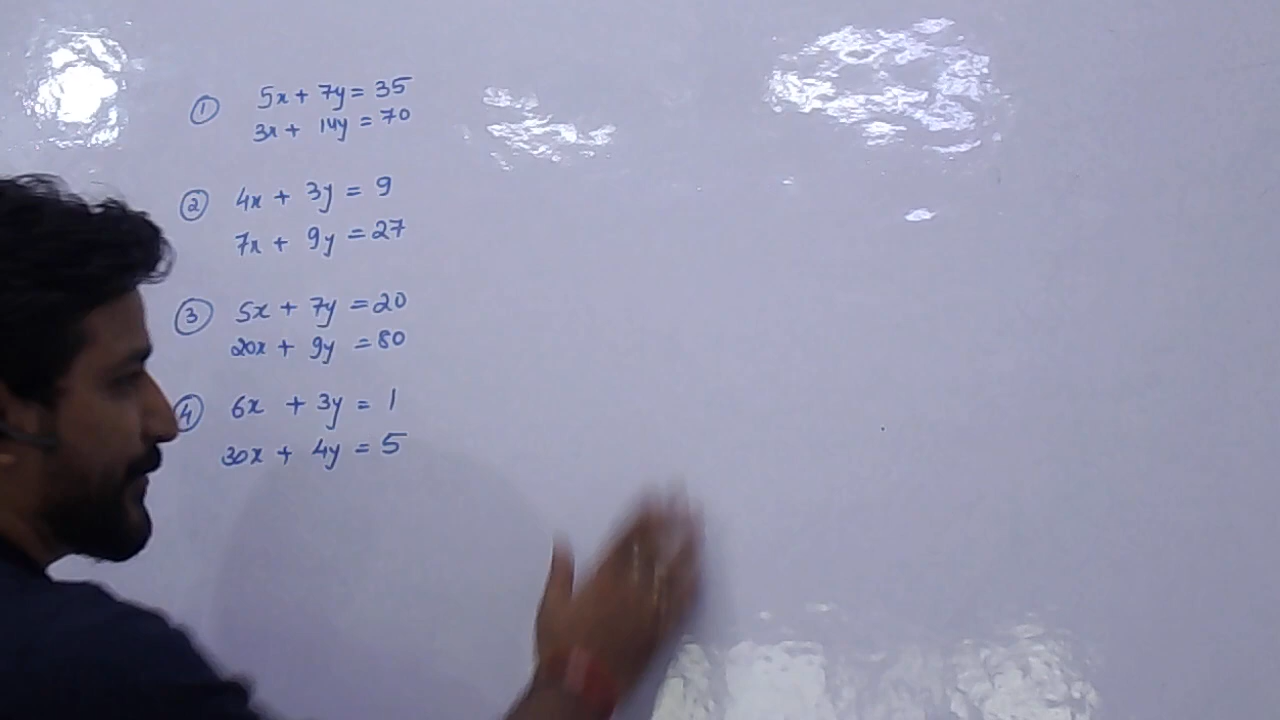 ① 5x + 7y = 35
3x + 14y = 70
② 4x + 3y = 9
7x + 9y = 27
③ 5x + 7y = 20
20x + 9y = 80
④ 6x + 3y = 1
30x + 4y = 5